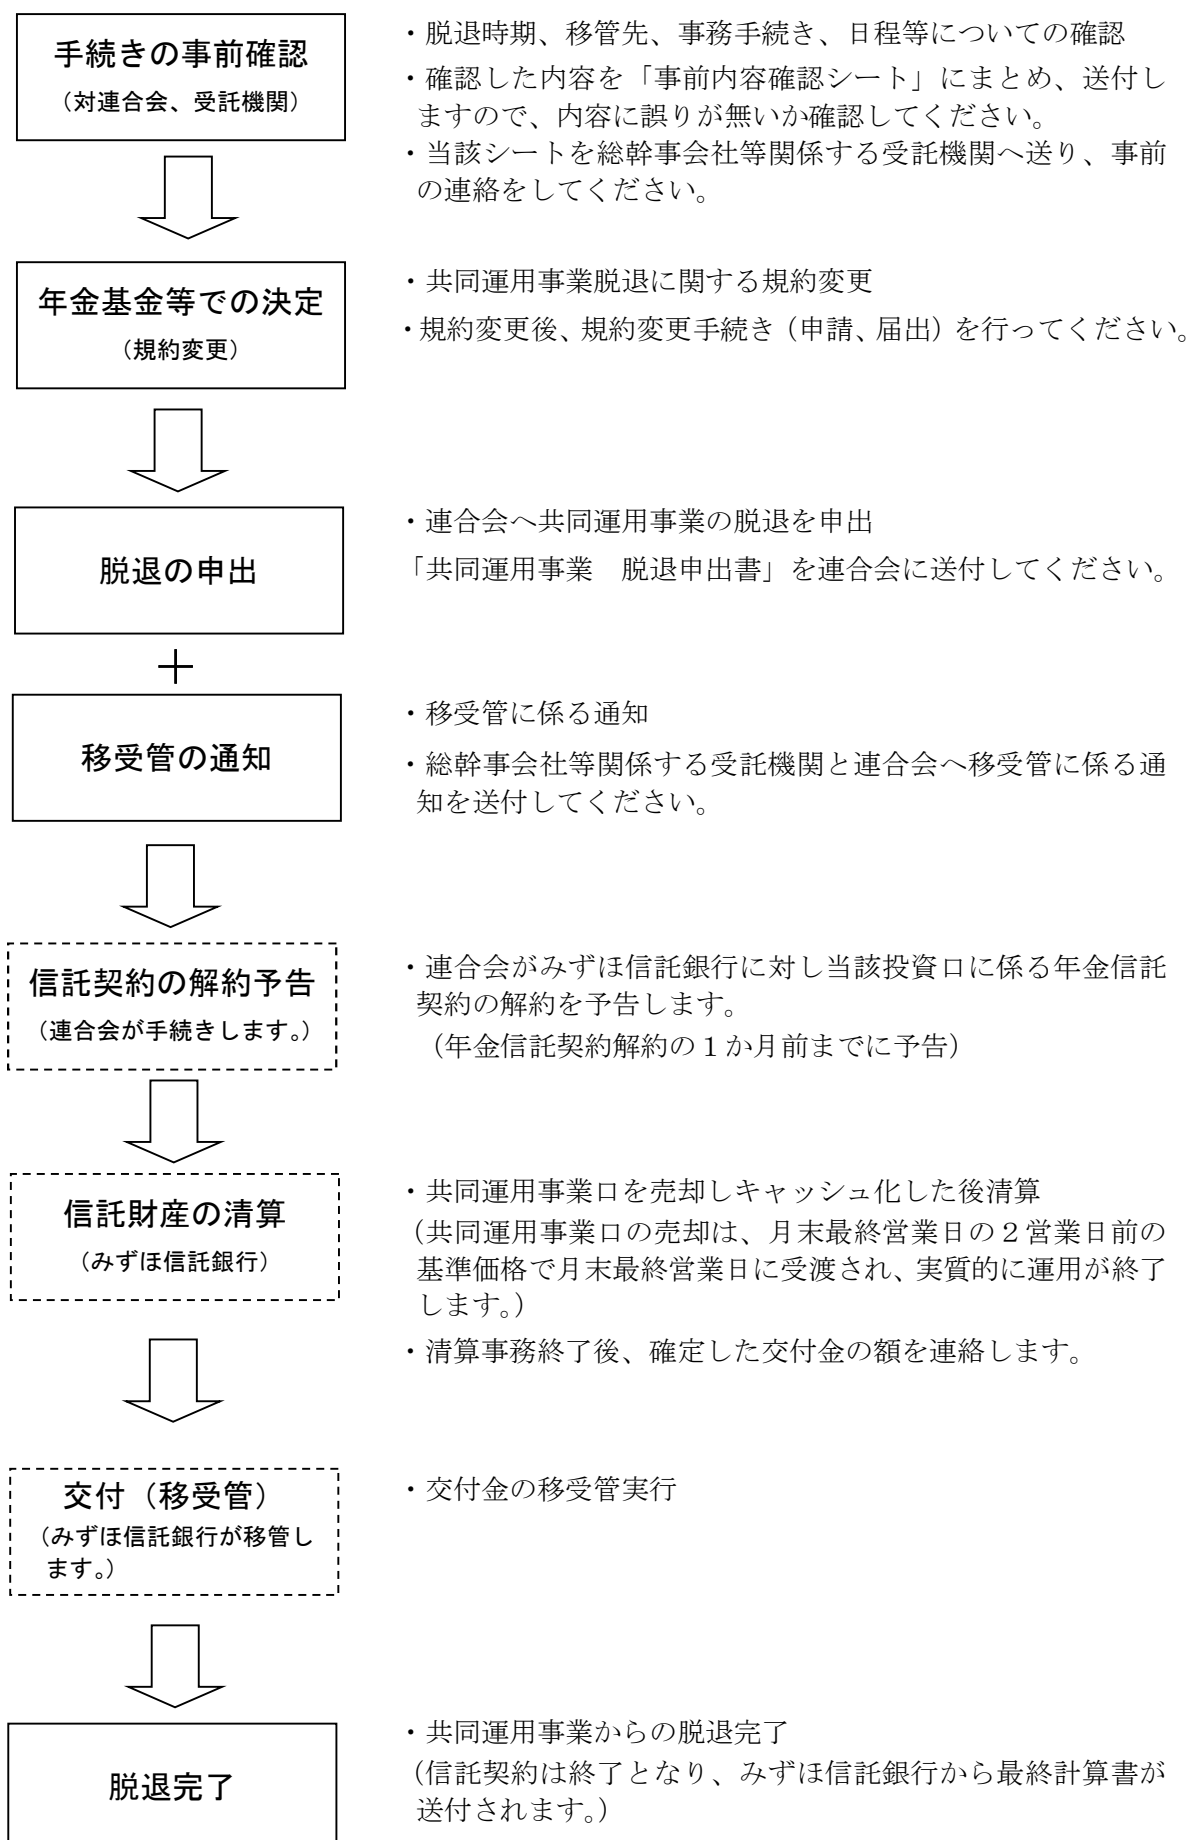 手続きの事前確認
（対連合会、受託機関）
・脱退時期、移管先、事務手続き、日程等についての確認
・確認した内容を「事前内容確認シート」にまとめ、送付し
ますので、内容に誤りが無いか確認してください。
・当該シートを総幹事会社等関係する受託機関へ送り、事前
の連絡をしてください。
年金基金等での決定
（規約変更）
・共同運用事業脱退に関する規約変更
・規約変更後、規約変更手続き（申請、届出）を行ってください。
脱退の申出
・連合会へ共同運用事業の脱退を申出
「共同運用事業　脱退申出書」を連合会に送付してください。
＋
移受管の通知
・移受管に係る通知
・総幹事会社等関係する受託機関と連合会へ移受管に係る通
知を送付してください。
信託契約の解約予告
（連合会が手続きします。）
・連合会がみずほ信託銀行に対し当該投資口に係る年金信託
契約の解約を予告します。
（年金信託契約解約の１か月前までに予告）
信託財産の清算
（みずほ信託銀行）
・共同運用事業口を売却しキャッシュ化した後清算
（共同運用事業口の売却は、月末最終営業日の２営業日前の
基準価格で月末最終営業日に受渡され、実質的に運用が終了
します。）
・清算事務終了後、確定した交付金の額を連絡します。
交付（移受管）
（みずほ信託銀行が移管し
ます。）
・交付金の移受管実行
脱退完了
・共同運用事業からの脱退完了
（信託契約は終了となり、みずほ信託銀行から最終計算書が
送付されます。）